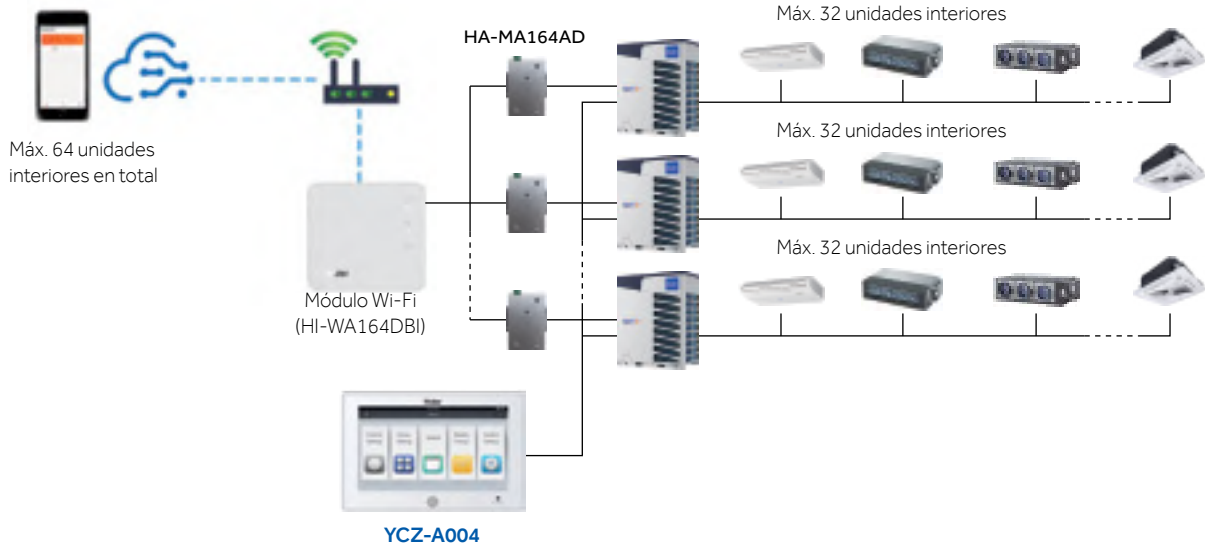 Máx. 32 unidades interiores
HA-MA164AD
Máx. 64 unidades
interiores en total
Máx. 32 unidades interiores
Máx. 32 unidades interiores
Módulo Wi-Fi
(HI-WA164DBI)
YCZ-A004